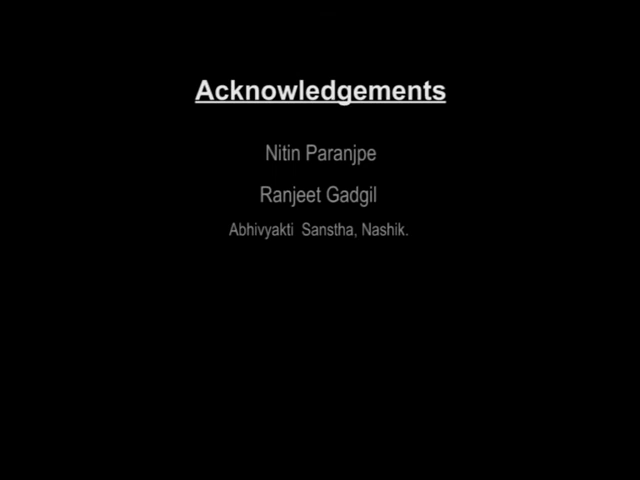 Acknowledgements
Nitin Paranjpe
Ranjeet Gadgil
Abhivyakti Sanstha, Nashik.